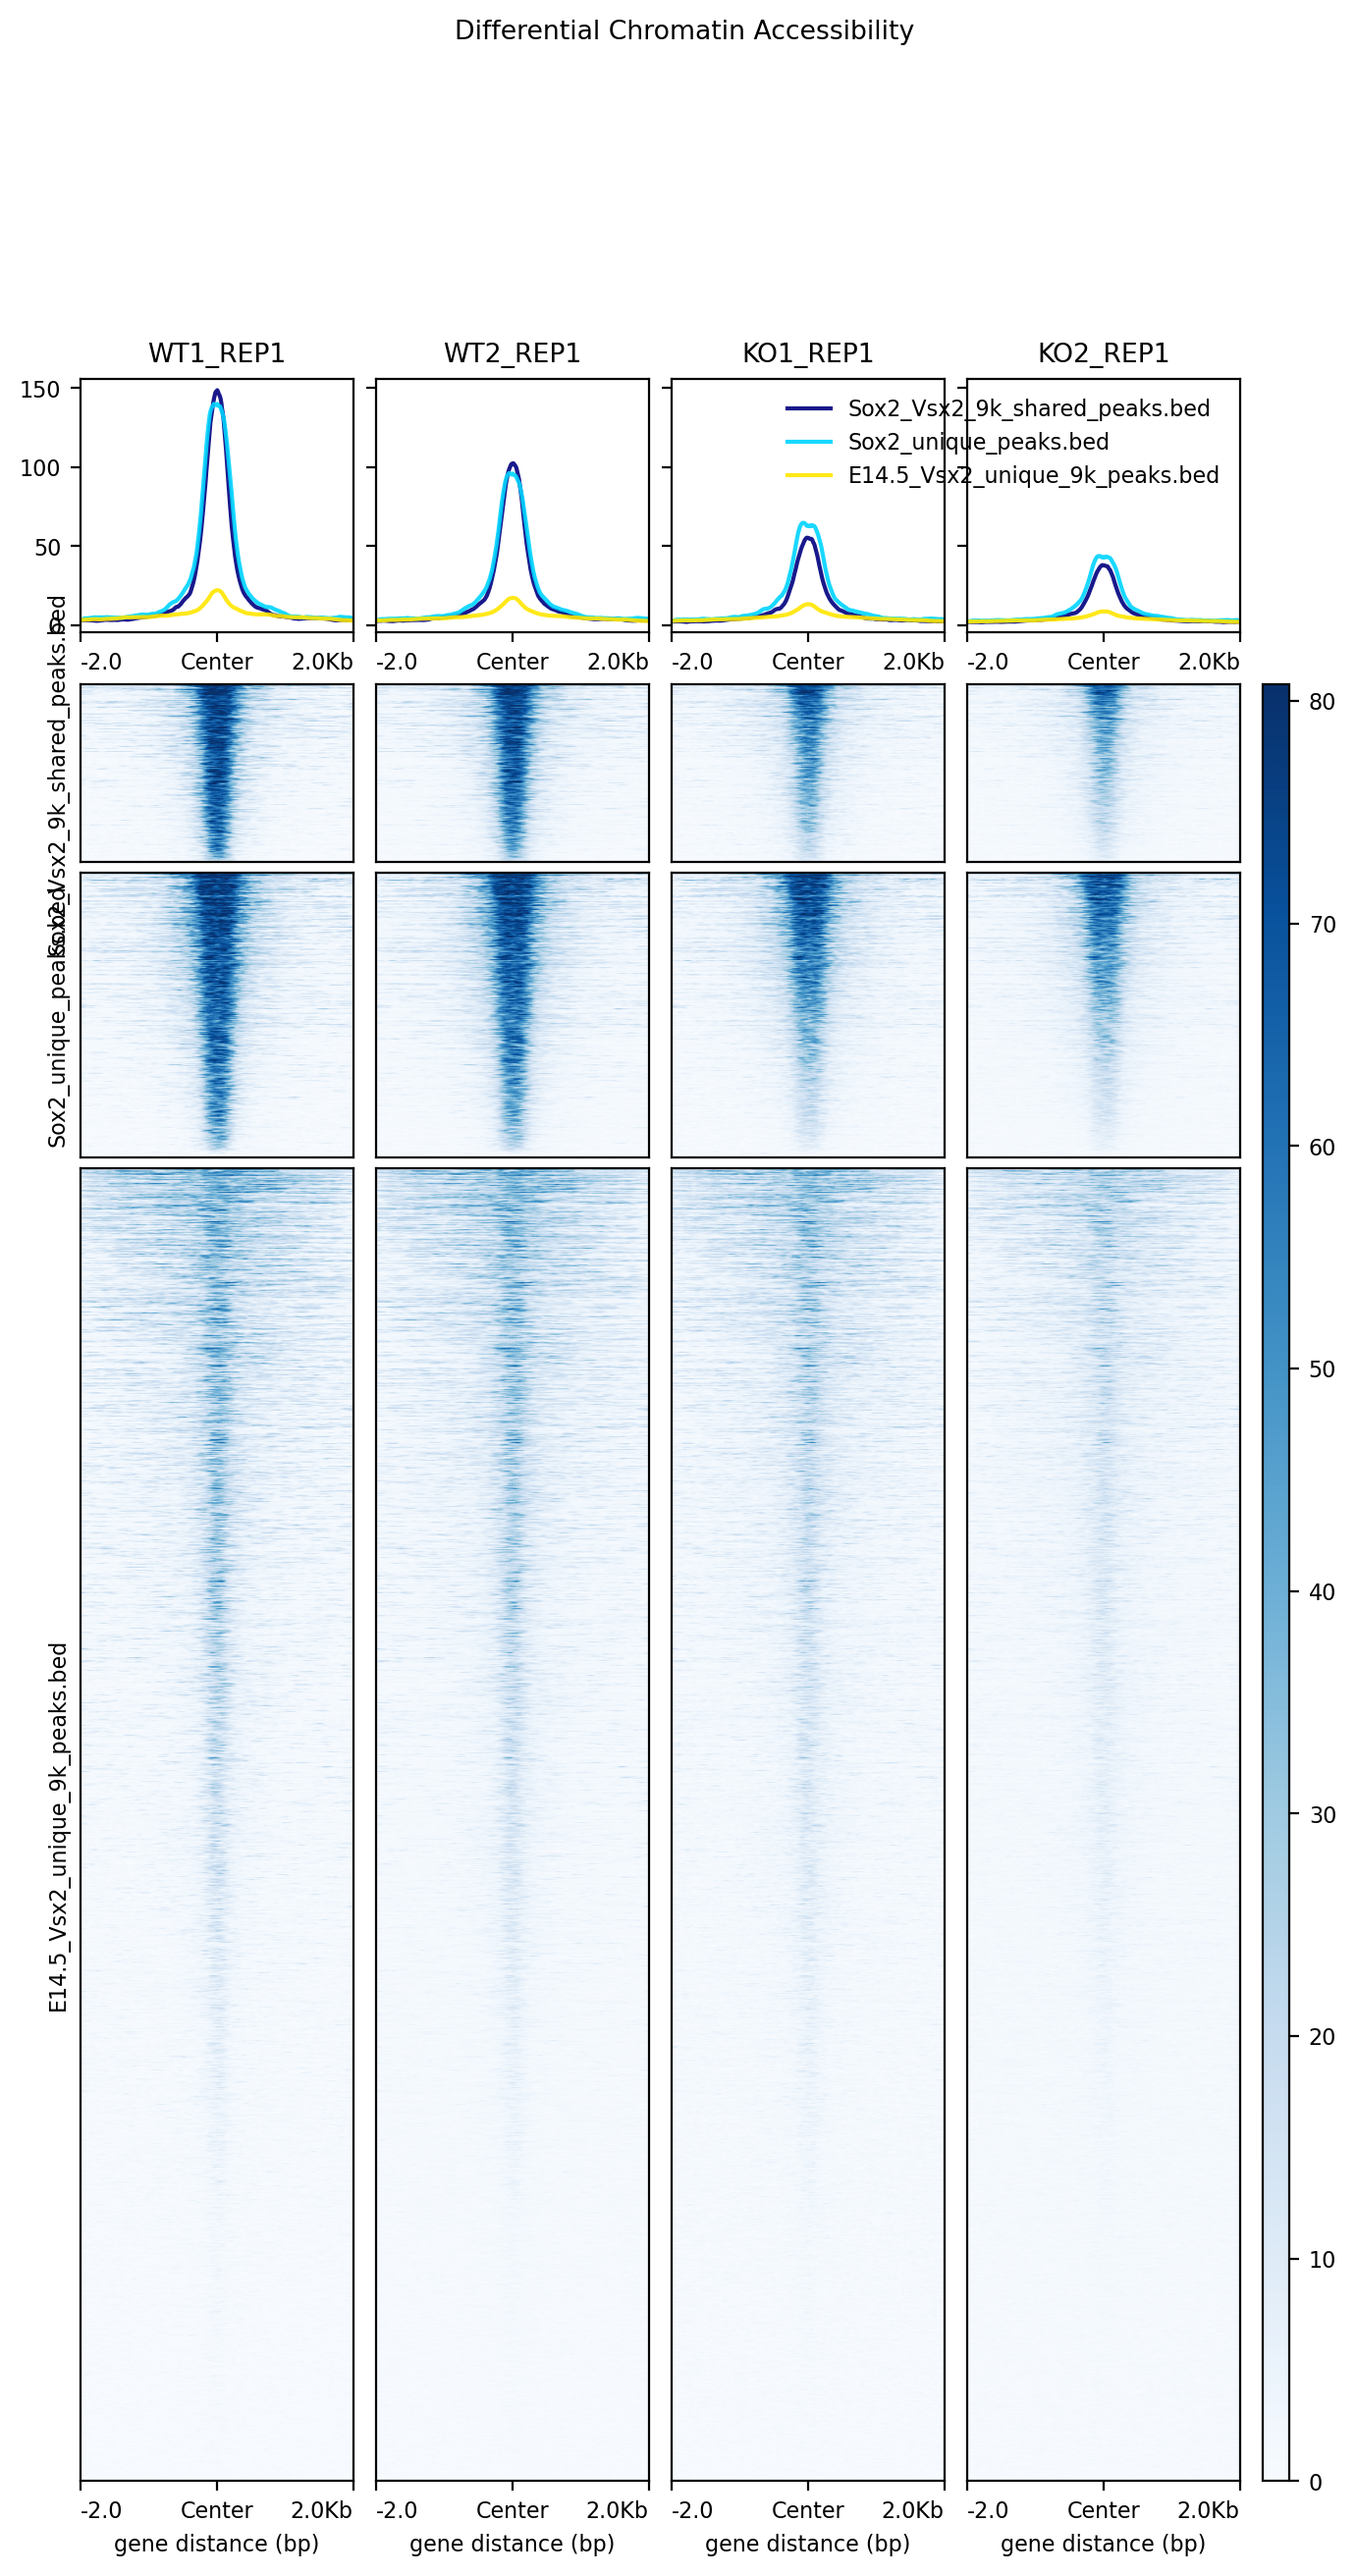 Differential Chromatin Accessibility
WT1_REP1 WT2_REP1 KO1_REP1 KO2_REP1
150
100
50
0
Sox2_Vsx2_9k_shared_peaks.bed
Sox2_unique_peaks.bed
E14.5_Vsx2_unique_9k_peaks.bed
-2.0 Center 2.0Kb -2.0 Center 2.0Kb -2.0 Center 2.0Kb -2.0 Center 2.0Kb
Sox2_Vsx2_9k_shared_peaks.bed
Sox2_unique_peaks.bed
E14.5_Vsx2_unique_9k_peaks.bed
80
70
60
50
40
30
20
10
0
-2.0 Center 2.0Kb -2.0 Center 2.0Kb -2.0 Center 2.0Kb -2.0 Center 2.0Kb
gene distance (bp) gene distance (bp) gene distance (bp) gene distance (bp)